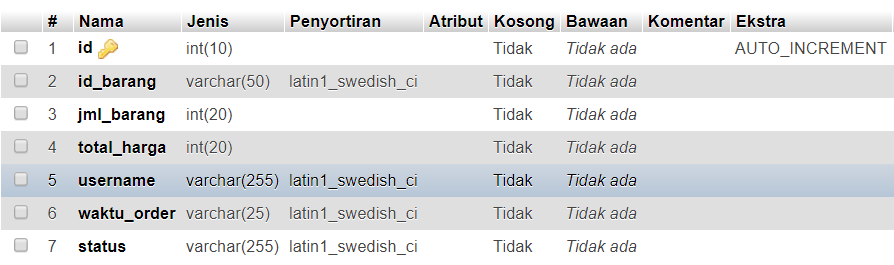 # Nama Jenis Penyortiran Atribut Kosong Bawaan Komentar Ekstra
1 id int(10) Tidak Tidak ada AUTO_INCREMENT
2 id_barang varchar(50) latin1_swedish_ci Tidak Tidak ada
3 jml_barang int(20) Tidak Tidak ada
4 total_harga int(20) Tidak Tidak ada
5 username varchar(255) latin1_swedish_ci Tidak Tidak ada
6 waktu_order varchar(25) latin1_swedish_ci Tidak Tidak ada
7 status varchar(255) latin1_swedish_ci Tidak Tidak ada